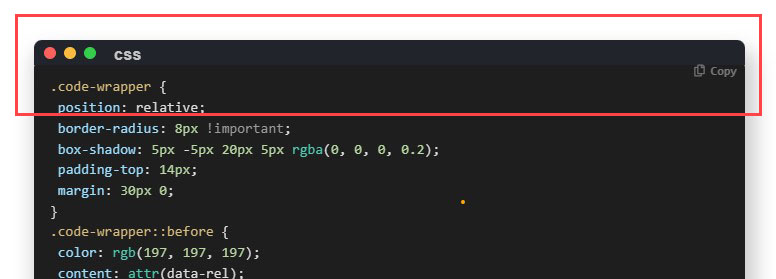 css
Copy
.code-wrapper {
position: relative;
border-radius: 8px !important;
box-shadow: 5px -5px 20px 5px rgba(0, 0, 0, 0.2);
padding-top: 14px;
margin: 30px 0;
}
.code-wrapper::before {
color: rgb(197, 197, 197);
content: attr(data-rel);